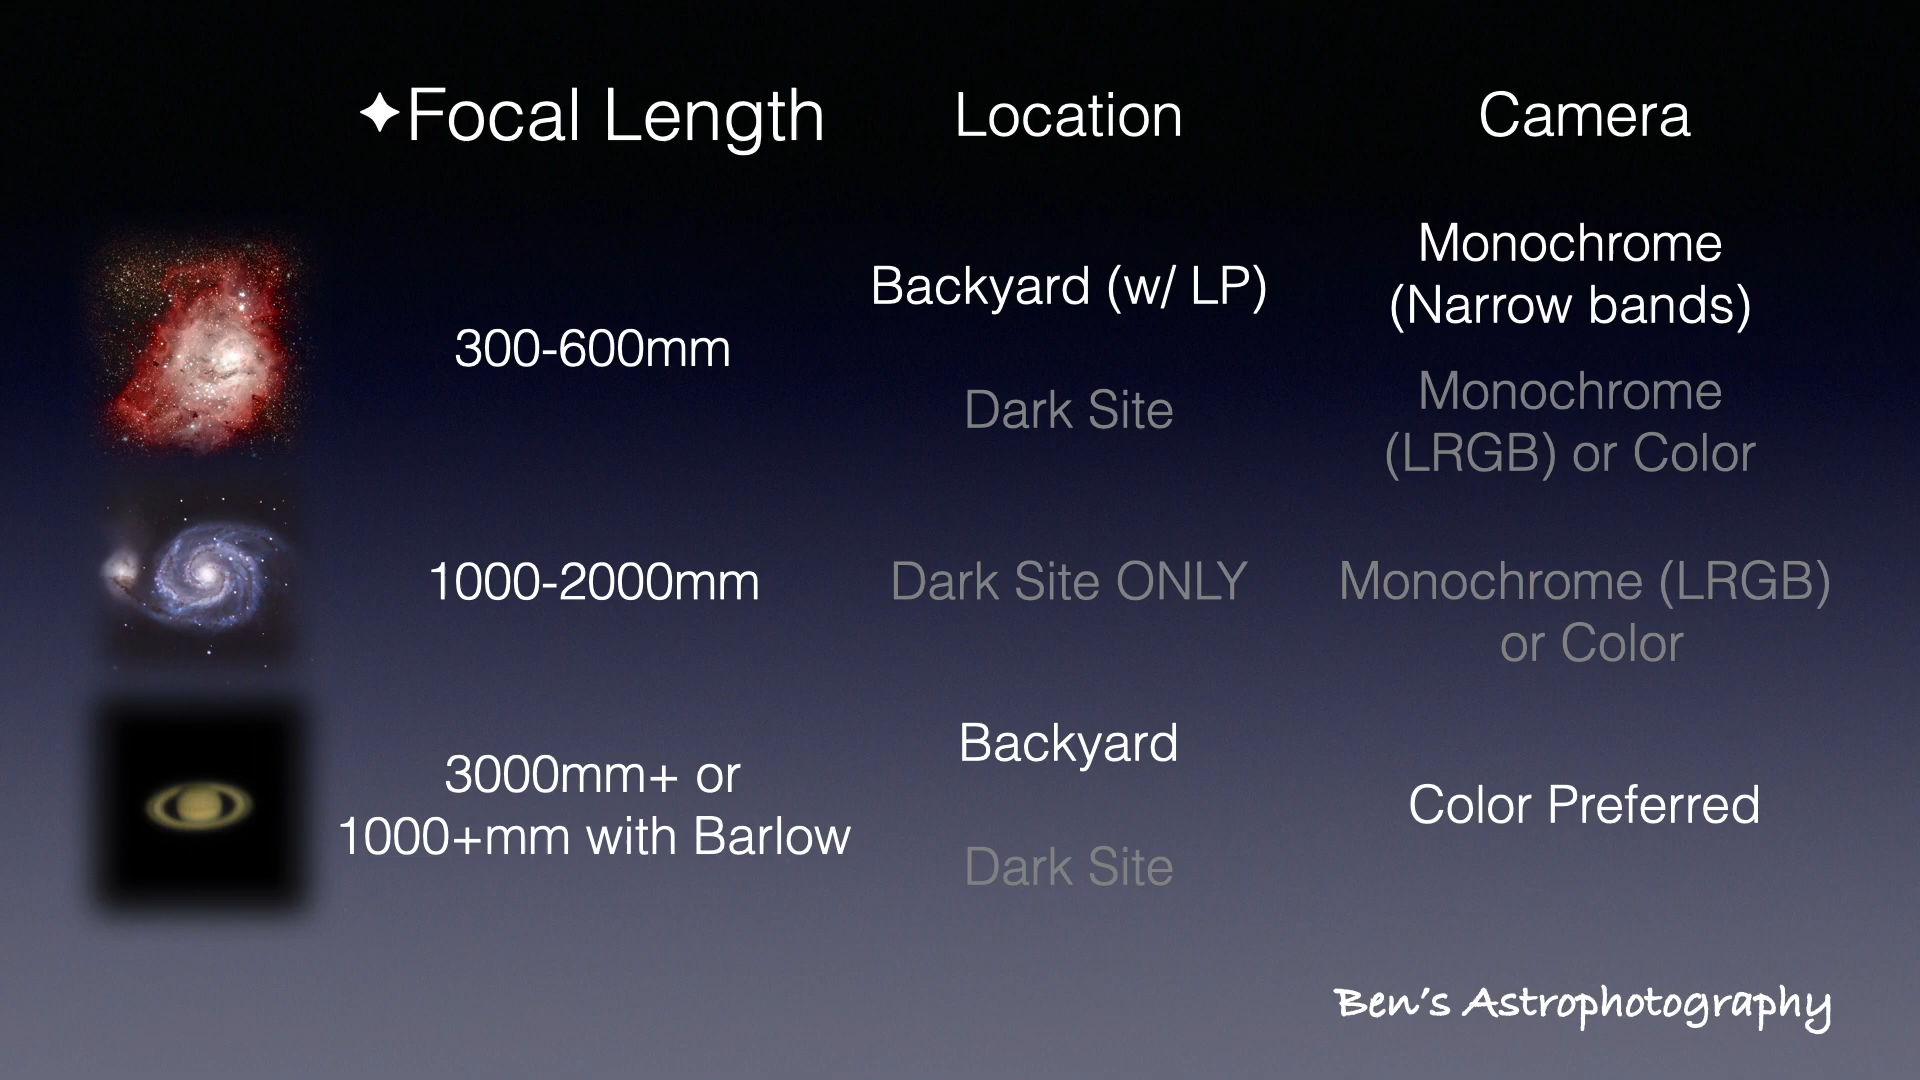 ✦Focal Length
Location
Camera
300-600mm
Backyard (w/ LP)
Dark Site
Monochrome
(Narrow bands)
Monochrome
(LRGB) or Color
1000-2000mm
Dark Site ONLY
Monochrome (LRGB)
or Color
3000mm+ or
1000+mm with Barlow
Backyard
Dark Site
Color Preferred
Ben's Astrophotography